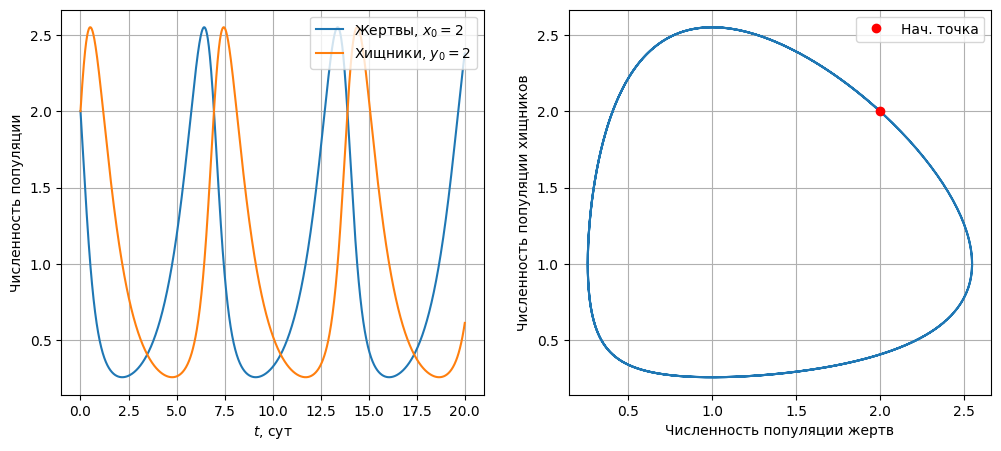 Численность популяции
2.5
2.0
1.5
1.0
0.5
Жертвы, x₀ = 2
Хищники, y₀ = 2
0.0 2.5 5.0 7.5 10.0 12.5 15.0 17.5 20.0
t, сут
Численность популяции хищников
2.5
2.0
1.5
1.0
0.5
Нач. точка
0.5 1.0 1.5 2.0 2.5
Численность популяции жертв